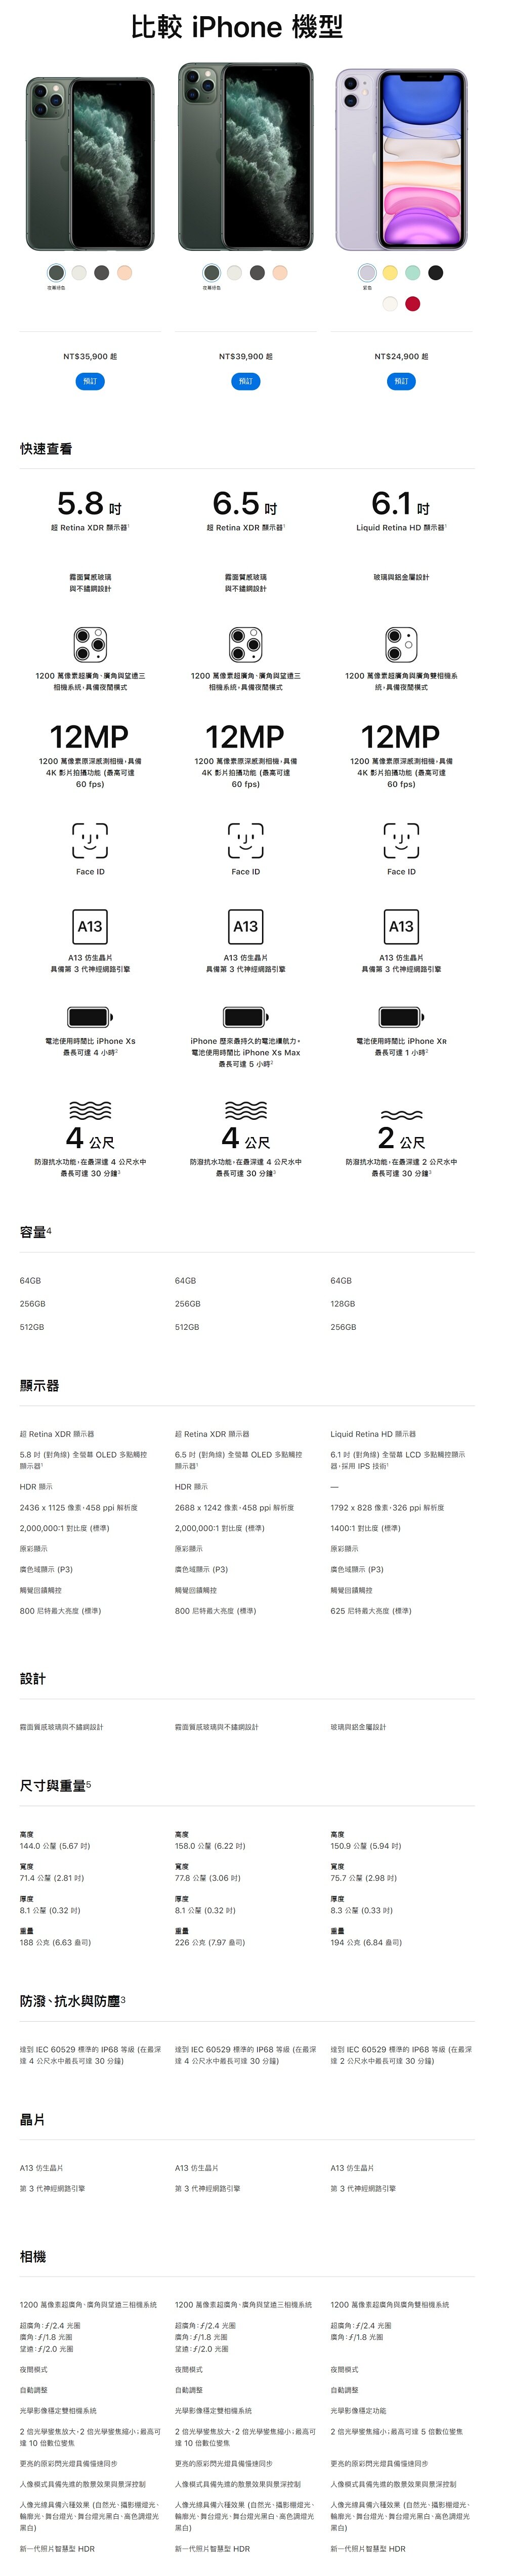 比較 iPhone 機型
夜幕綠色 夜幕綠色 紫色
NT$35,900 起 NT$39,900 起 NT$24,900 起
預訂 預訂 預訂
快速查看
5.8 吋 6.5 吋 6.1 吋
超 Retina XDR 顯示器¹ 超 Retina XDR 顯示器¹ Liquid Retina HD 顯示器¹
霧面質感玻璃 霧面質感玻璃 玻璃與鋁金屬設計
與不鏽鋼設計 與不鏽鋼設計
1200 萬像素超廣角、廣角與望遠三 1200 萬像素超廣角、廣角與望遠三 1200 萬像素超廣角與廣角雙相機系
相機系統，具備夜間模式 相機系統，具備夜間模式 統，具備夜間模式
12MP 12MP 12MP
1200 萬像素原深感測相機，具備 1200 萬像素原深感測相機，具備 1200 萬像素原深感測相機，具備
4K 影片拍攝功能 (最高可達 4K 影片拍攝功能 (最高可達 4K 影片拍攝功能 (最高可達
60 fps) 60 fps) 60 fps)
Face ID Face ID Face ID
A13 A13 A13
A13 仿生晶片 A13 仿生晶片 A13 仿生晶片
具備第 3 代神經網路引擎 具備第 3 代神經網路引擎 具備第 3 代神經網路引擎
電池使用時間比 iPhone Xs iPhone 歷來最持久的電池續航力， 電池使用時間比 iPhone XR
最長可達 4 小時² 電池使用時間比 iPhone Xs Max 最長可達 1 小時²
最長可達 5 小時²
4 公尺 4 公尺 2 公尺
防潑抗水功能，在最深達 4 公尺水中 防潑抗水功能，在最深達 4 公尺水中 防潑抗水功能，在最深達 2 公尺水中
最長可達 30 分鐘³ 最長可達 30 分鐘³ 最長可達 30 分鐘³
容量⁴
64GB 64GB 64GB
256GB 256GB 128GB
512GB 512GB 256GB
顯示器
超 Retina XDR 顯示器 超 Retina XDR 顯示器 Liquid Retina HD 顯示器
5.8 吋 (對角線) 全螢幕 OLED 多點觸控 6.5 吋 (對角線) 全螢幕 OLED 多點觸控 6.1 吋 (對角線) 全螢幕 LCD 多點觸控顯示
顯示器¹ 顯示器¹ 器，採用 IPS 技術¹
HDR 顯示 HDR 顯示 —
2436 x 1125 像素，458 ppi 解析度 2688 x 1242 像素，458 ppi 解析度 1792 x 828 像素，326 ppi 解析度
2,000,000:1 對比度 (標準) 2,000,000:1 對比度 (標準) 1400:1 對比度 (標準)
原彩顯示 原彩顯示 原彩顯示
廣色域顯示 (P3) 廣色域顯示 (P3) 廣色域顯示 (P3)
觸覺回饋觸控 觸覺回饋觸控 觸覺回饋觸控
800 尼特最大亮度 (標準) 800 尼特最大亮度 (標準) 625 尼特最大亮度 (標準)
設計
霧面質感玻璃與不鏽鋼設計 霧面質感玻璃與不鏽鋼設計 玻璃與鋁金屬設計
尺寸與重量⁵
高度 高度 高度
144.0 公釐 (5.67 吋) 158.0 公釐 (6.22 吋) 150.9 公釐 (5.94 吋)
寬度 寬度 寬度
71.4 公釐 (2.81 吋) 77.8 公釐 (3.06 吋) 75.7 公釐 (2.98 吋)
厚度 厚度 厚度
8.1 公釐 (0.32 吋) 8.1 公釐 (0.32 吋) 8.3 公釐 (0.33 吋)
重量 重量 重量
188 公克 (6.63 盎司) 226 公克 (7.97 盎司) 194 公克 (6.84 盎司)
防潑、抗水與防塵³
達到 IEC 60529 標準的 IP68 等級 (在最深 達到 IEC 60529 標準的 IP68 等級 (在最深 達到 IEC 60529 標準的 IP68 等級 (在最深
達 4 公尺水中最長可達 30 分鐘) 達 4 公尺水中最長可達 30 分鐘) 達 2 公尺水中最長可達 30 分鐘)
晶片
A13 仿生晶片 A13 仿生晶片 A13 仿生晶片
第 3 代神經網路引擎 第 3 代神經網路引擎 第 3 代神經網路引擎
相機
1200 萬像素超廣角、廣角與望遠三相機系統 1200 萬像素超廣角、廣角與望遠三相機系統 1200 萬像素超廣角與廣角雙相機系統
超廣角：ƒ/2.4 光圈 超廣角：ƒ/2.4 光圈 超廣角：ƒ/2.4 光圈
廣角：ƒ/1.8 光圈 廣角：ƒ/1.8 光圈 廣角：ƒ/1.8 光圈
望遠：ƒ/2.0 光圈 望遠：ƒ/2.0 光圈
夜間模式 夜間模式 夜間模式
自動調整 自動調整 自動調整
光學影像穩定雙相機系統 光學影像穩定雙相機系統 光學影像穩定功能
2 倍光學變焦放大，2 倍光學變焦縮小；最高可 2 倍光學變焦放大，2 倍光學變焦縮小；最高可 2 倍光學變焦縮小；最高可達 5 倍數位變焦
達 10 倍數位變焦 達 10 倍數位變焦
更亮的原彩閃光燈具備慢速同步 更亮的原彩閃光燈具備慢速同步 更亮的原彩閃光燈具備慢速同步
人像模式具備先進的散景效果與景深控制 人像模式具備先進的散景效果與景深控制 人像模式具備先進的散景效果與景深控制
人像光線具備六種效果 (自然光、攝影棚燈光、 人像光線具備六種效果 (自然光、攝影棚燈光、 人像光線具備六種效果 (自然光、攝影棚燈光、
輪廓光、舞台燈光、舞台燈光黑白、高色調燈光 輪廓光、舞台燈光、舞台燈光黑白、高色調燈光 輪廓光、舞台燈光、舞台燈光黑白、高色調燈光
黑白) 黑白) 黑白)
新一代照片智慧型 HDR 新一代照片智慧型 HDR 新一代照片智慧型 HDR